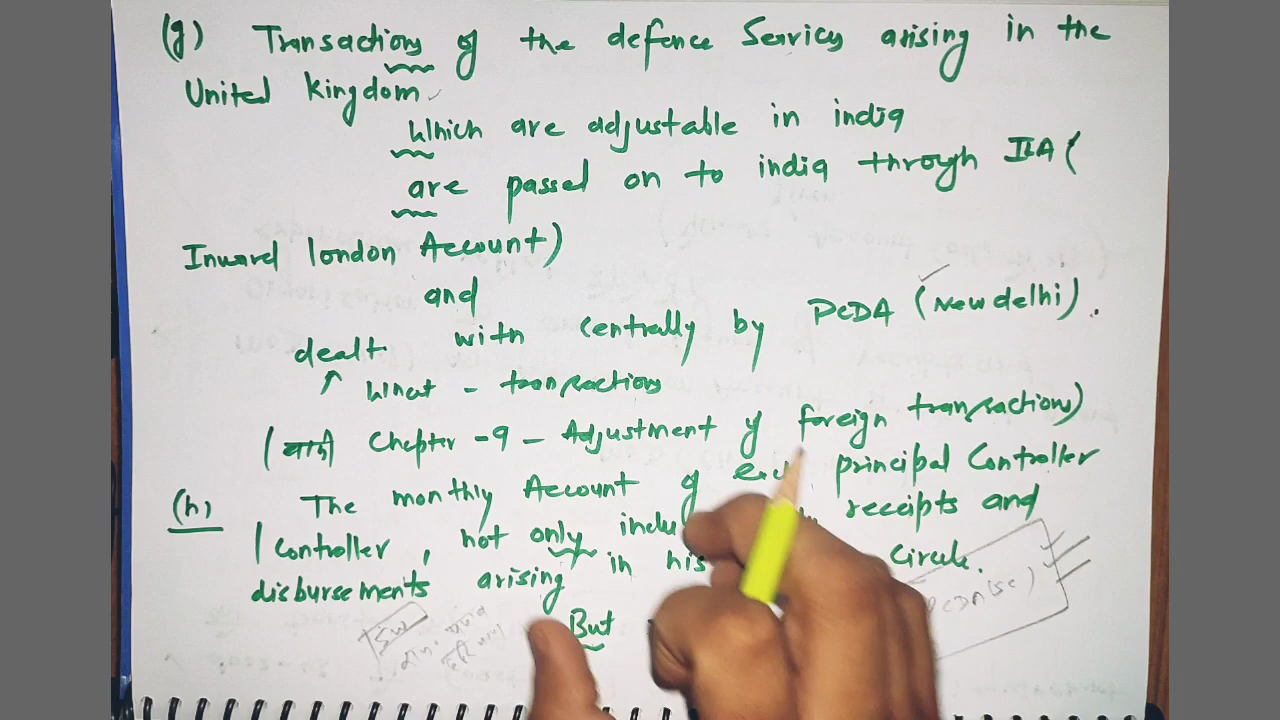 (g) Transactions of the defence Services arising in the
United Kingdom
Which are adjustable in india
are passed on to india through ILA (
Inward london Account)
and
dealt with centrally by PCDA (New delhi).
What - transactions
( Chapter - 9 - Adjustment of foreign transactions)
(h) The monthly Account of principal Controller
/ Controller, not only receipts and
disbursements arising in his circle.
But